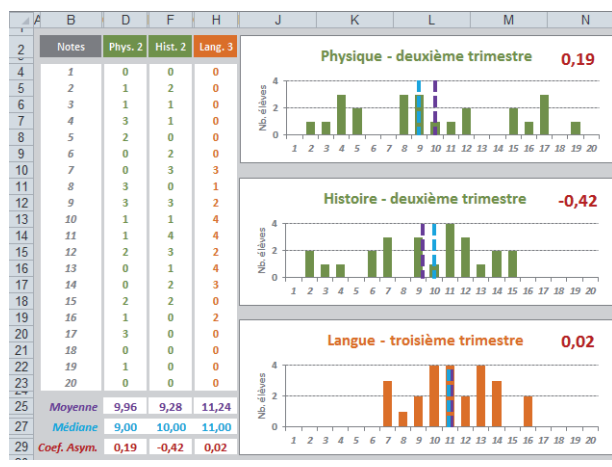 A B D F H J K L M N
2 Notes Phys. 2 Hist. 2 Lang. 3
4 1 0 0 0
5 2 1 2 0
6 3 1 1 0
7 4 3 1 0
8 5 2 0 0
9 6 0 2 0
10 7 0 3 3
11 8 3 0 1
12 9 3 3 2
13 10 1 1 4
14 11 1 4 4
15 12 2 3 2
16 13 0 1 4
17 14 0 2 3
18 15 2 2 0
19 16 1 0 2
20 17 3 0 0
21 18 0 0 0
22 19 1 0 0
23 20 0 0 0
25 Moyenne 9,96 9,28 11,24
27 Médiane 9,00 10,00 11,00
29 Coef. Asym. 0,19 -0,42 0,02
Physique - deuxième trimestre 0,19
Nb. élèves
4
2
0
1 2 3 4 5 6 7 8 9 10 11 12 13 14 15 16 17 18 19 20
Histoire - deuxième trimestre -0,42
Nb. élèves
4
2
0
1 2 3 4 5 6 7 8 9 10 11 12 13 14 15 16 17 18 19 20
Langue - troisième trimestre 0,02
Nb. élèves
4
2
0
1 2 3 4 5 6 7 8 9 10 11 12 13 14 15 16 17 18 19 20